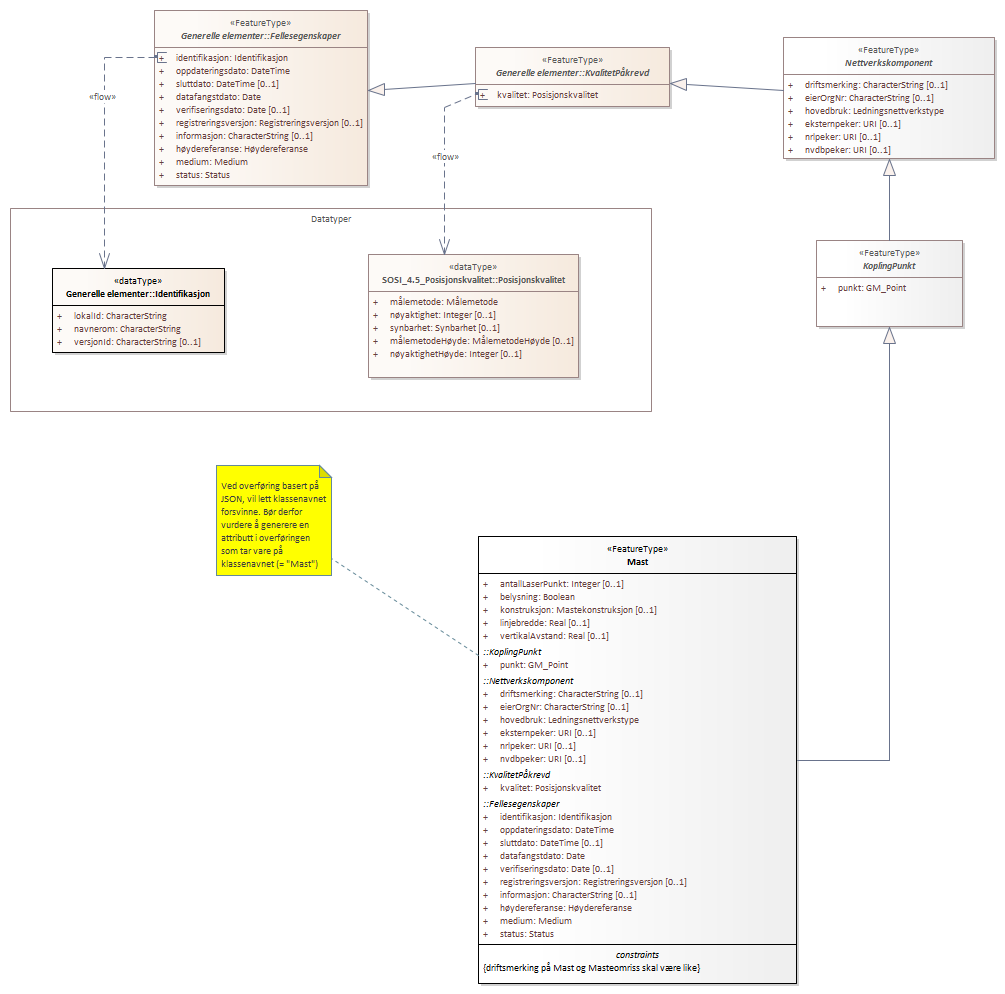 «FeatureType»
Generelle elementer::Fellesegenskaper
+ identifikasjon: Identifikasjon
+ oppdateringsdato: DateTime
+ sluttdato: DateTime [0..1]
+ datafangstdato: Date
+ verifiseringsdato: Date [0..1]
+ registreringsversjon: Registreringsversjon [0..1]
+ informasjon: CharacterString [0..1]
+ høydereferanse: Høydereferanse
+ medium: Medium
+ status: Status
«FeatureType»
Generelle elementer::KvalitetPåkrevd
+ kvalitet: Posisjonskvalitet
«FeatureType»
Nettverkskomponent
+ driftsmerking: CharacterString [0..1]
+ eierOrgNr: CharacterString [0..1]
+ hovedbruk: Ledningsnettverkstype
+ eksternpeker: URI [0..1]
+ nrlpeker: URI [0..1]
+ nvdbpeker: URI [0..1]
«flow»
«flow»
Datatyper
«dataType»
Generelle elementer::Identifikasjon
+ lokalId: CharacterString
+ navnerom: CharacterString
+ versjonId: CharacterString [0..1]
«dataType»
SOSI_4.5_Posisjonskvalitet::Posisjonskvalitet
+ målemetode: Målemetode
+ nøyaktighet: Integer [0..1]
+ synbarhet: Synbarhet [0..1]
+ målemetodeHøyde: MålemetodeHøyde [0..1]
+ nøyaktighetHøyde: Integer [0..1]
«FeatureType»
KoplingPunkt
+ punkt: GM_Point
Ved overføring basert på
JSON, vil lett klassenavnet
forsvinne. Bør derfor
vurdere å generere en
attributt i overføringen
som tar vare på
klassenavnet (= "Mast")
«FeatureType»
Mast
+ antallLaserPunkt: Integer [0..1]
+ belysning: Boolean
+ konstruksjon: Mastekonstruksjon [0..1]
+ linjebredde: Real [0..1]
+ vertikalAvstand: Real [0..1]
::KoplingPunkt
+ punkt: GM_Point
::Nettverkskomponent
+ driftsmerking: CharacterString [0..1]
+ eierOrgNr: CharacterString [0..1]
+ hovedbruk: Ledningsnettverkstype
+ eksternpeker: URI [0..1]
+ nrlpeker: URI [0..1]
+ nvdbpeker: URI [0..1]
::KvalitetPåkrevd
+ kvalitet: Posisjonskvalitet
::Fellesegenskaper
+ identifikasjon: Identifikasjon
+ oppdateringsdato: DateTime
+ sluttdato: DateTime [0..1]
+ datafangstdato: Date
+ verifiseringsdato: Date [0..1]
+ registreringsversjon: Registreringsversjon [0..1]
+ informasjon: CharacterString [0..1]
+ høydereferanse: Høydereferanse
+ medium: Medium
+ status: Status
constraints
{driftsmerking på Mast og Masteomriss skal være like}